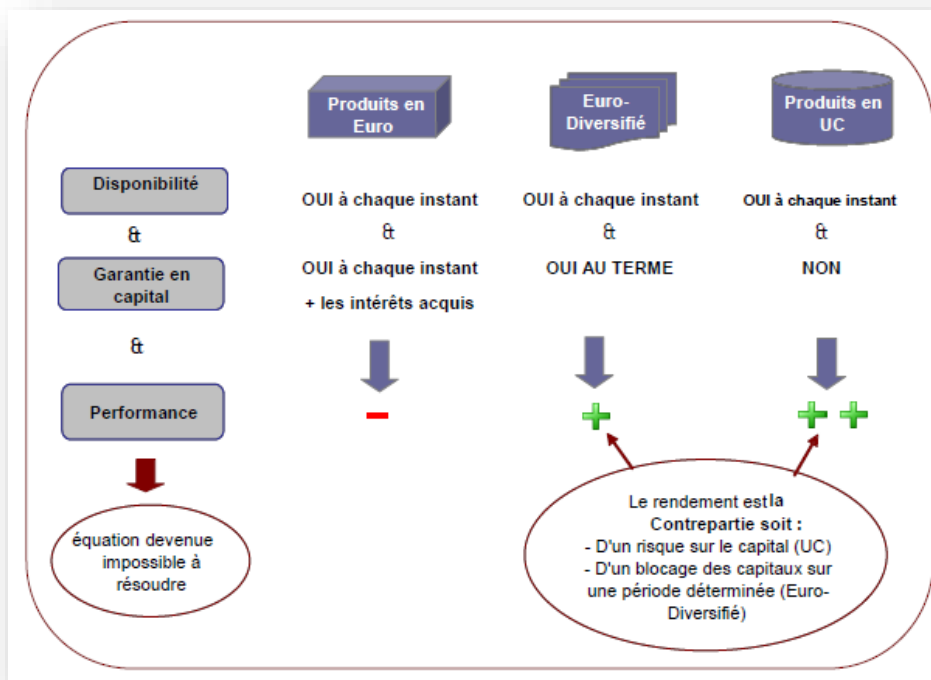 Produits en
Euro
Euro-
Diversifié
Produits en
UC
Disponibilité
OUI à chaque instant
OUI à chaque instant
OUI à chaque instant
&
&
&
&
Garantie en
capital
OUI à chaque instant
+ les intérêts acquis
OUI AU TERME
NON
&
Performance
équation devenue
impossible à
résoudre
Le rendement est la
Contrepartie soit :
- D'un risque sur le capital (UC)
- D'un blocage des capitaux sur
une période déterminée (Euro-
Diversifié)